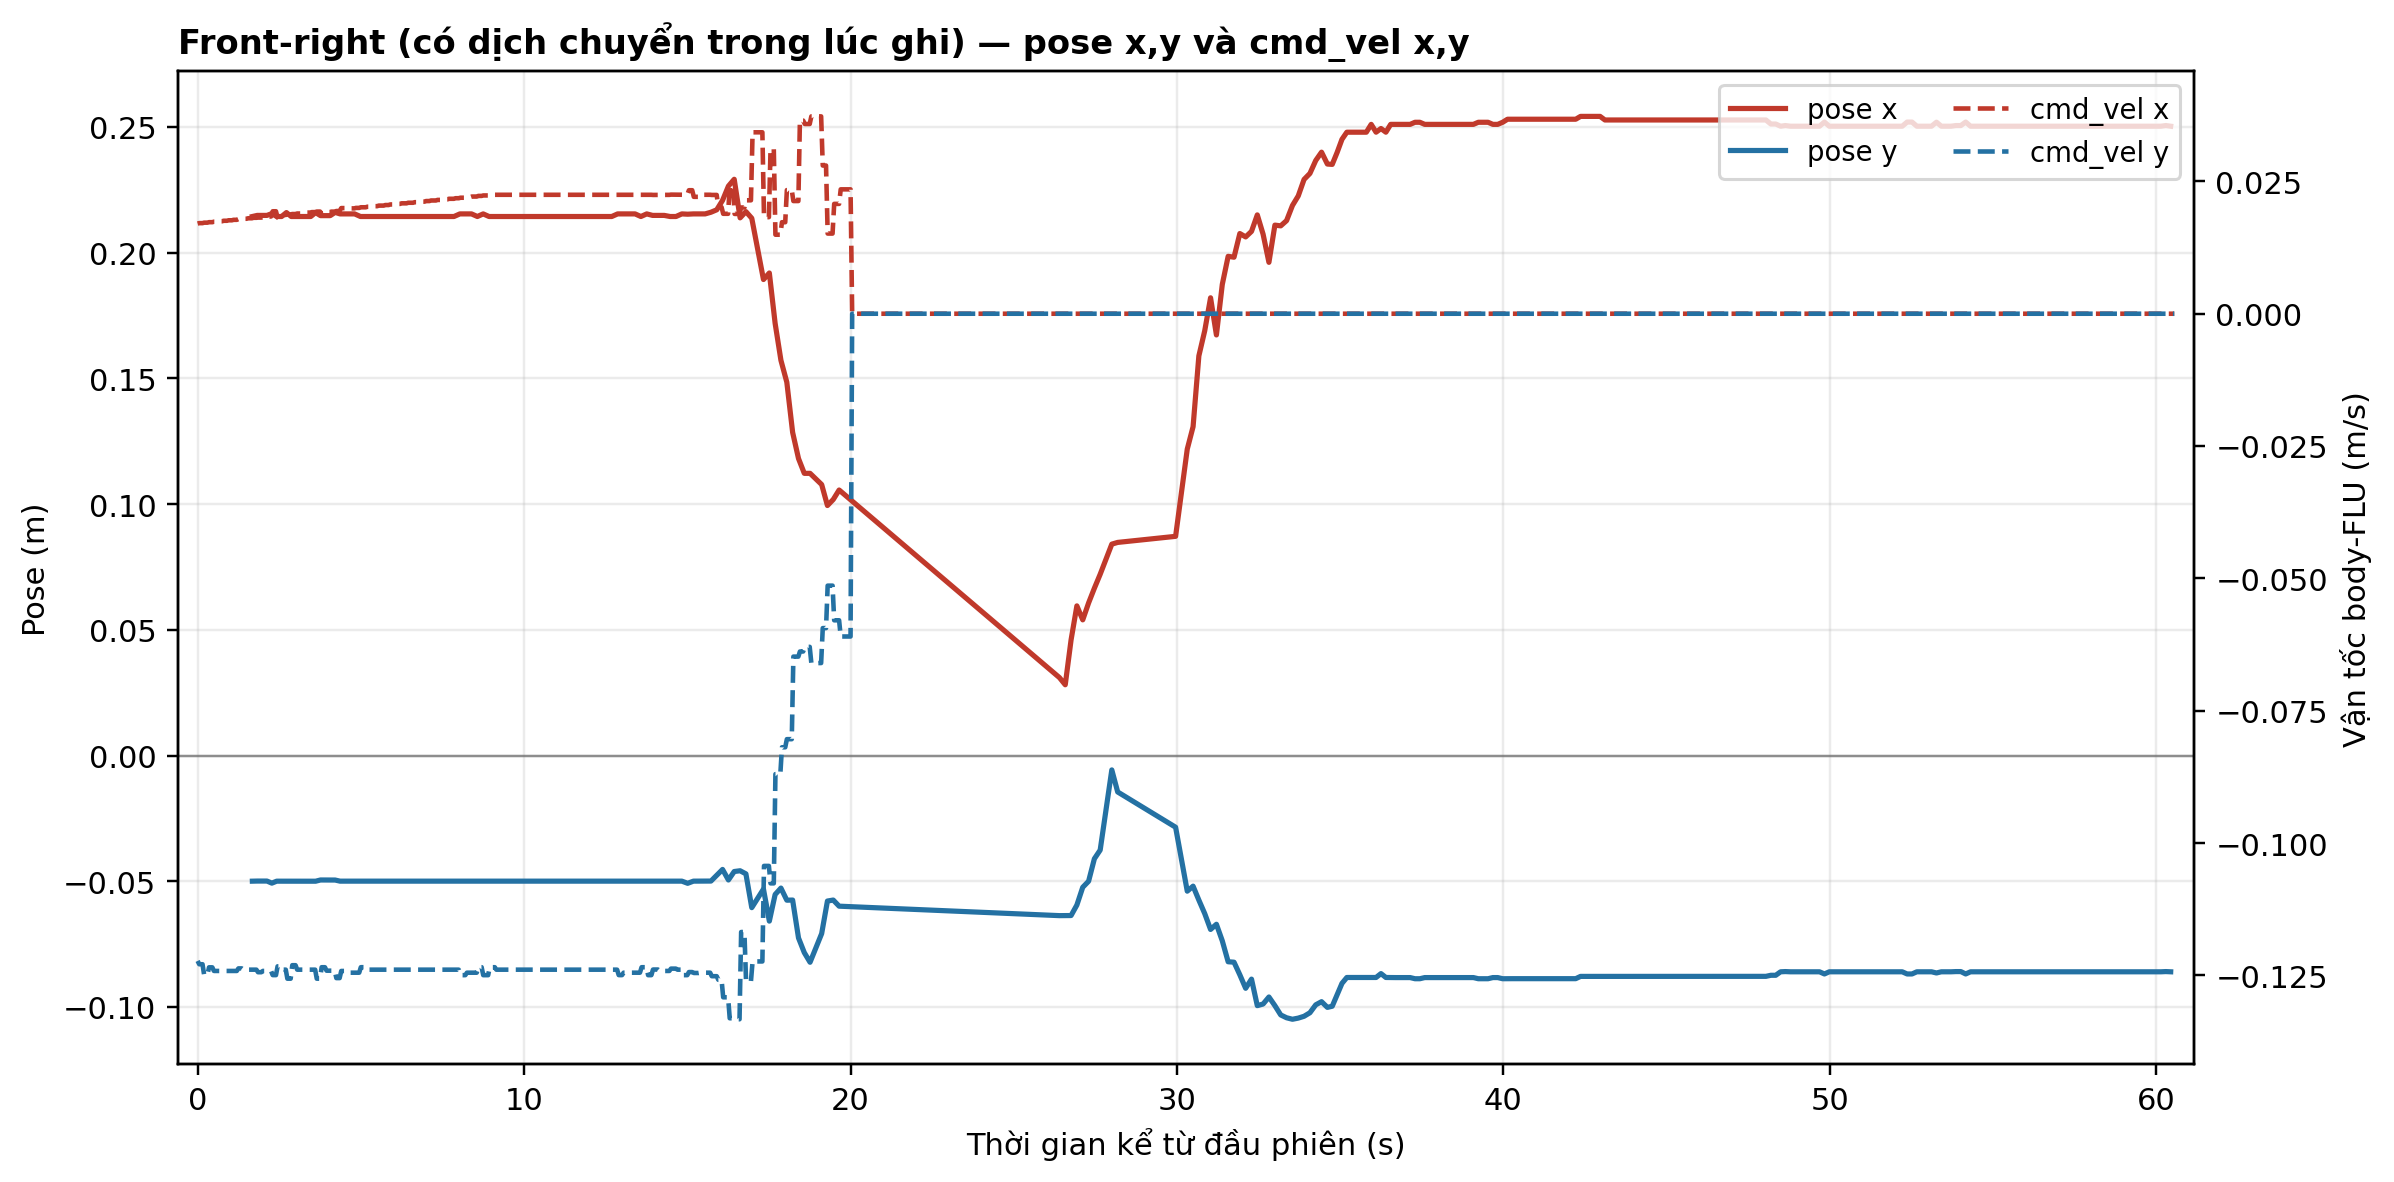 Front-right (có dịch chuyển trong lúc ghi) — pose x,y và cmd_vel x,y
pose x
pose y
cmd_vel x
cmd_vel y
Pose (m)
0.25
0.20
0.15
0.10
0.05
0.00
−0.05
−0.10
0.025
0.000
−0.025
−0.050
−0.075
−0.100
−0.125
Vận tốc body-FLU (m/s)
0 10 20 30 40 50 60
Thời gian kể từ đầu phiên (s)